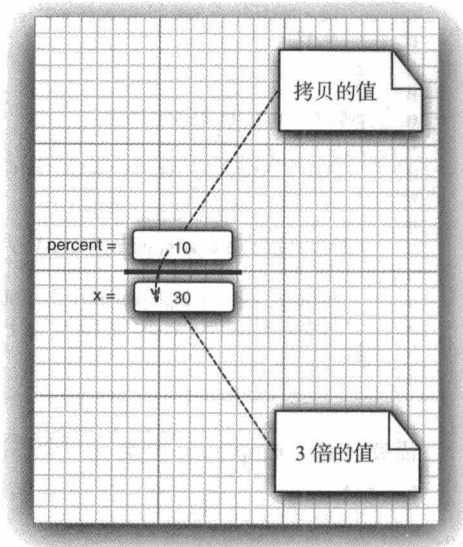 拷贝的值
percent = 10
x = 30
3 倍的值